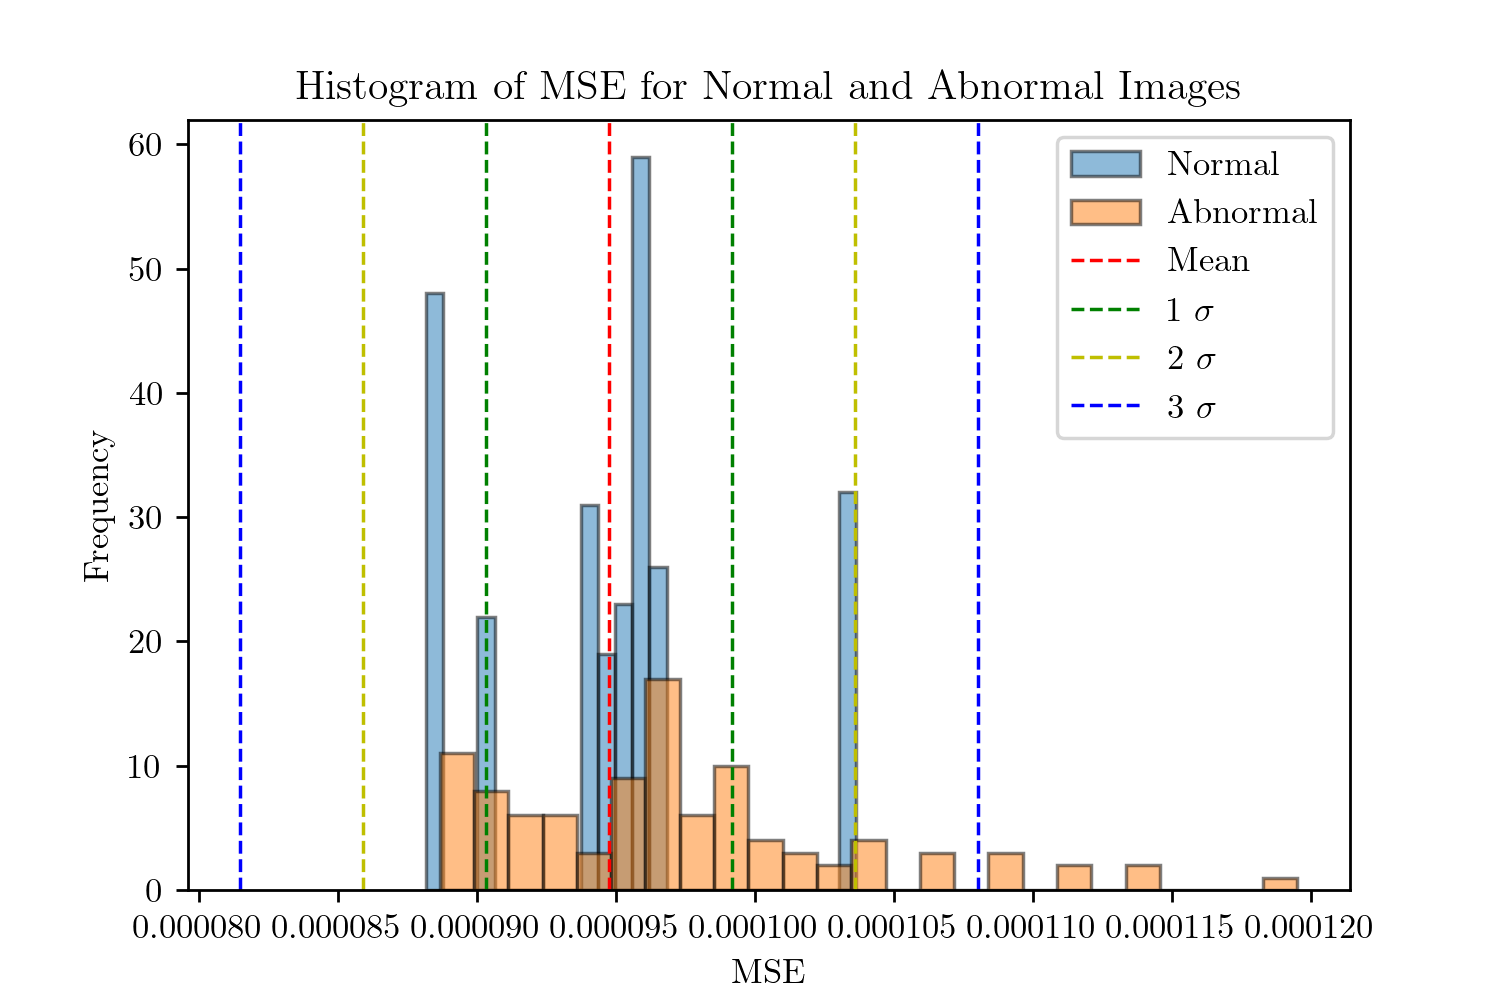 Histogram of MSE for Normal and Abnormal Images
60
50
40
30
20
10
0
Frequency
Normal
Abnormal
Mean
1 σ
2 σ
3 σ
0.000080 0.000085 0.000090 0.000095 0.000100 0.000105 0.000110 0.000115 0.000120
MSE